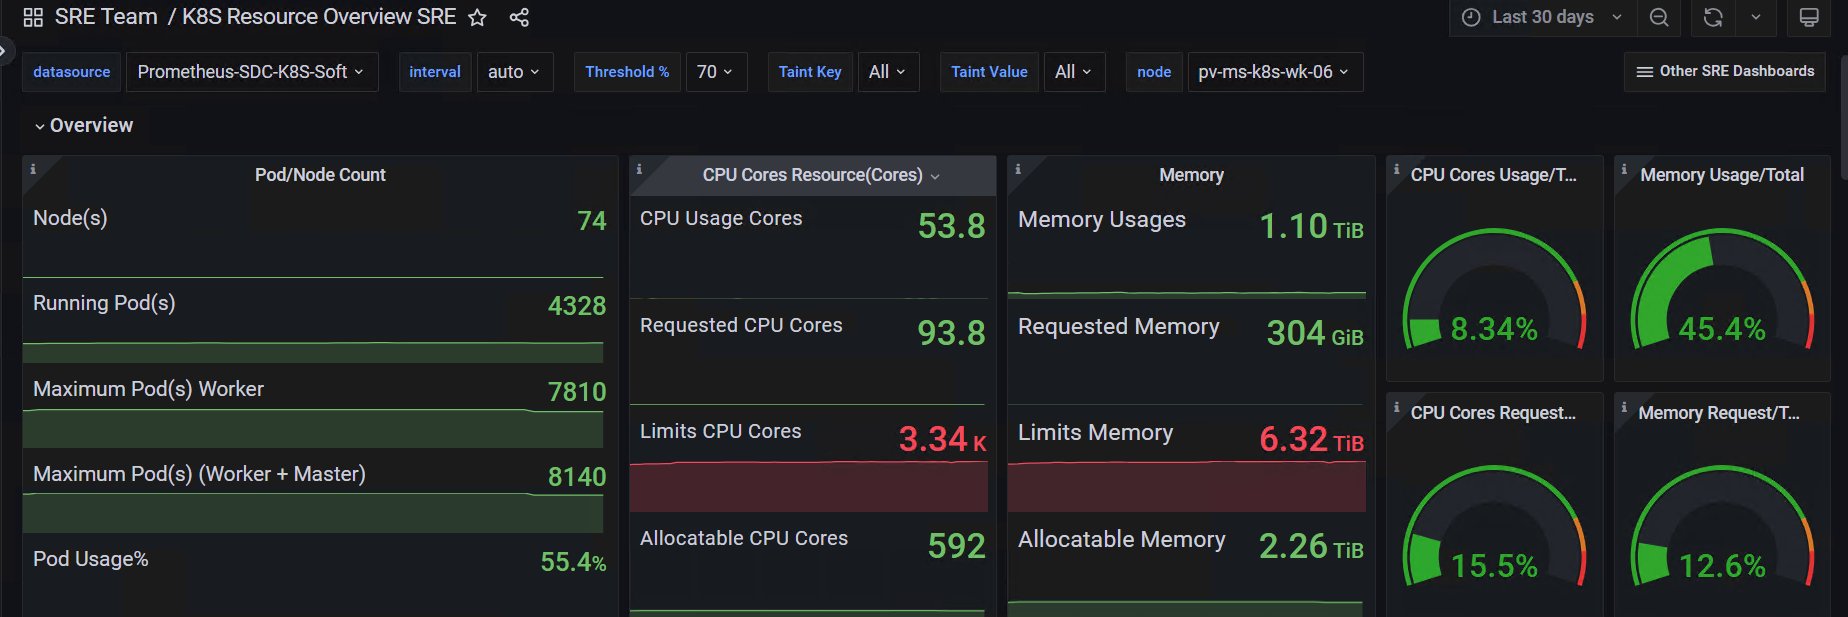 SRE Team / K8S Resource Overview SRE
Last 30 days
datasource Prometheus-SDC-K8S-Soft interval auto Threshold % 70 Taint Key All Taint Value All node pv-ms-k8s-wk-06 Other SRE Dashboards
Overview
Pod/Node Count
Node(s) 74
Running Pod(s) 4328
Maximum Pod(s) Worker 7810
Maximum Pod(s) (Worker + Master) 8140
Pod Usage% 55.4%
CPU Cores Resource(Cores)
CPU Usage Cores 53.8
Requested CPU Cores 93.8
Limits CPU Cores 3.34 K
Allocatable CPU Cores 592
Memory
Memory Usages 1.10 TiB
Requested Memory 304 GiB
Limits Memory 6.32 TiB
Allocatable Memory 2.26 TiB
CPU Cores Usage/T...
8.34%
Memory Usage/Total
45.4%
CPU Cores Request...
15.5%
Memory Request/T...
12.6%